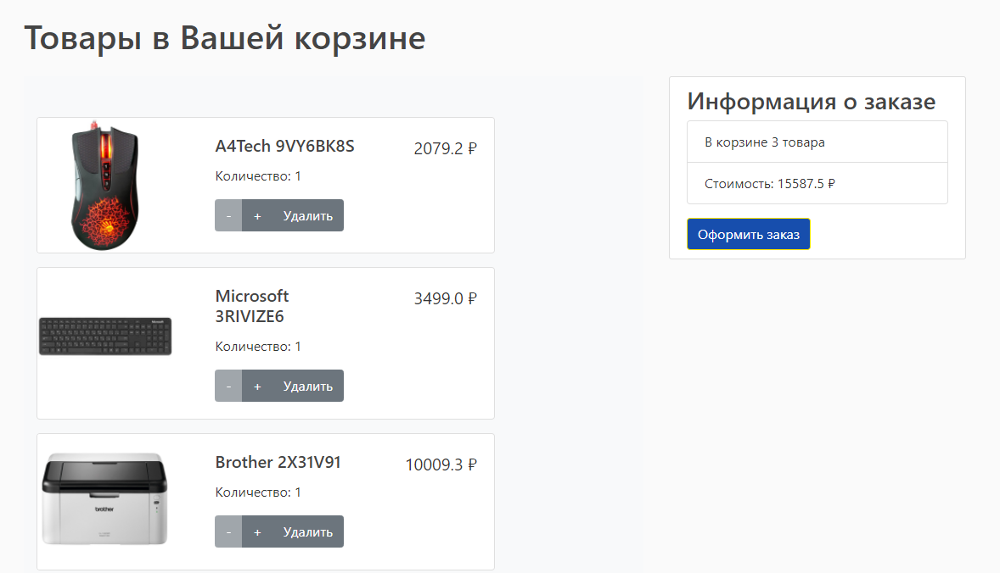 Товары в Вашей корзине
A4Tech 9VY6BK8S
2079.2 ₽
Количество: 1
- + Удалить
Microsoft
3RIVIZE6
3499.0 ₽
Количество: 1
- + Удалить
brother
Brother 2X31V91
10009.3 ₽
Количество: 1
- + Удалить
Информация о заказе
В корзине 3 товара
Стоимость: 15587.5 ₽
Оформить заказ